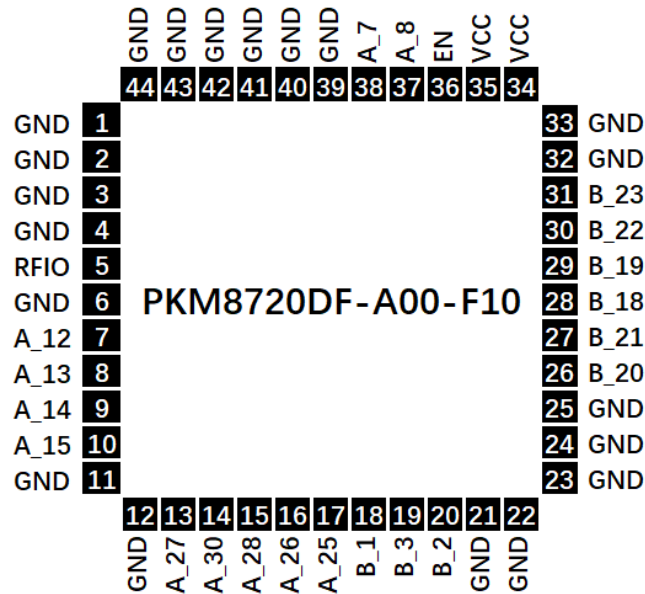 GND GND GND GND GND GND A_7 A_8 EN VCC VCC
44 43 42 41 40 39 38 37 36 35 34
GND 1
GND 2
GND 3
GND 4
RFIO 5
GND 6
A_12 7
A_13 8
A_14 9
A_15 10
GND 11
PKM8720DF-A00-F10
33 GND
32 GND
31 B_23
30 B_22
29 B_19
28 B_18
27 B_21
26 B_20
25 GND
24 GND
23 GND
12 13 14 15 16 17 18 19 20 21 22
GND A_27 A_30 A_28 A_26 A_25 B_1 B_3 B_2 GND GND